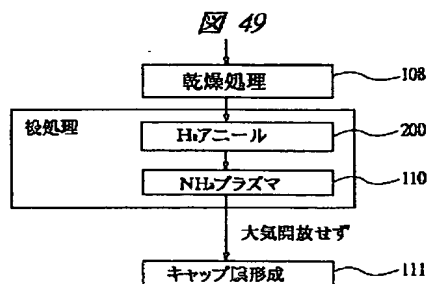 図 49
乾燥処理 108
後処理
H₂アニール 200
NH₃プラズマ 110
大気開放せず
キャップ膜形成 111